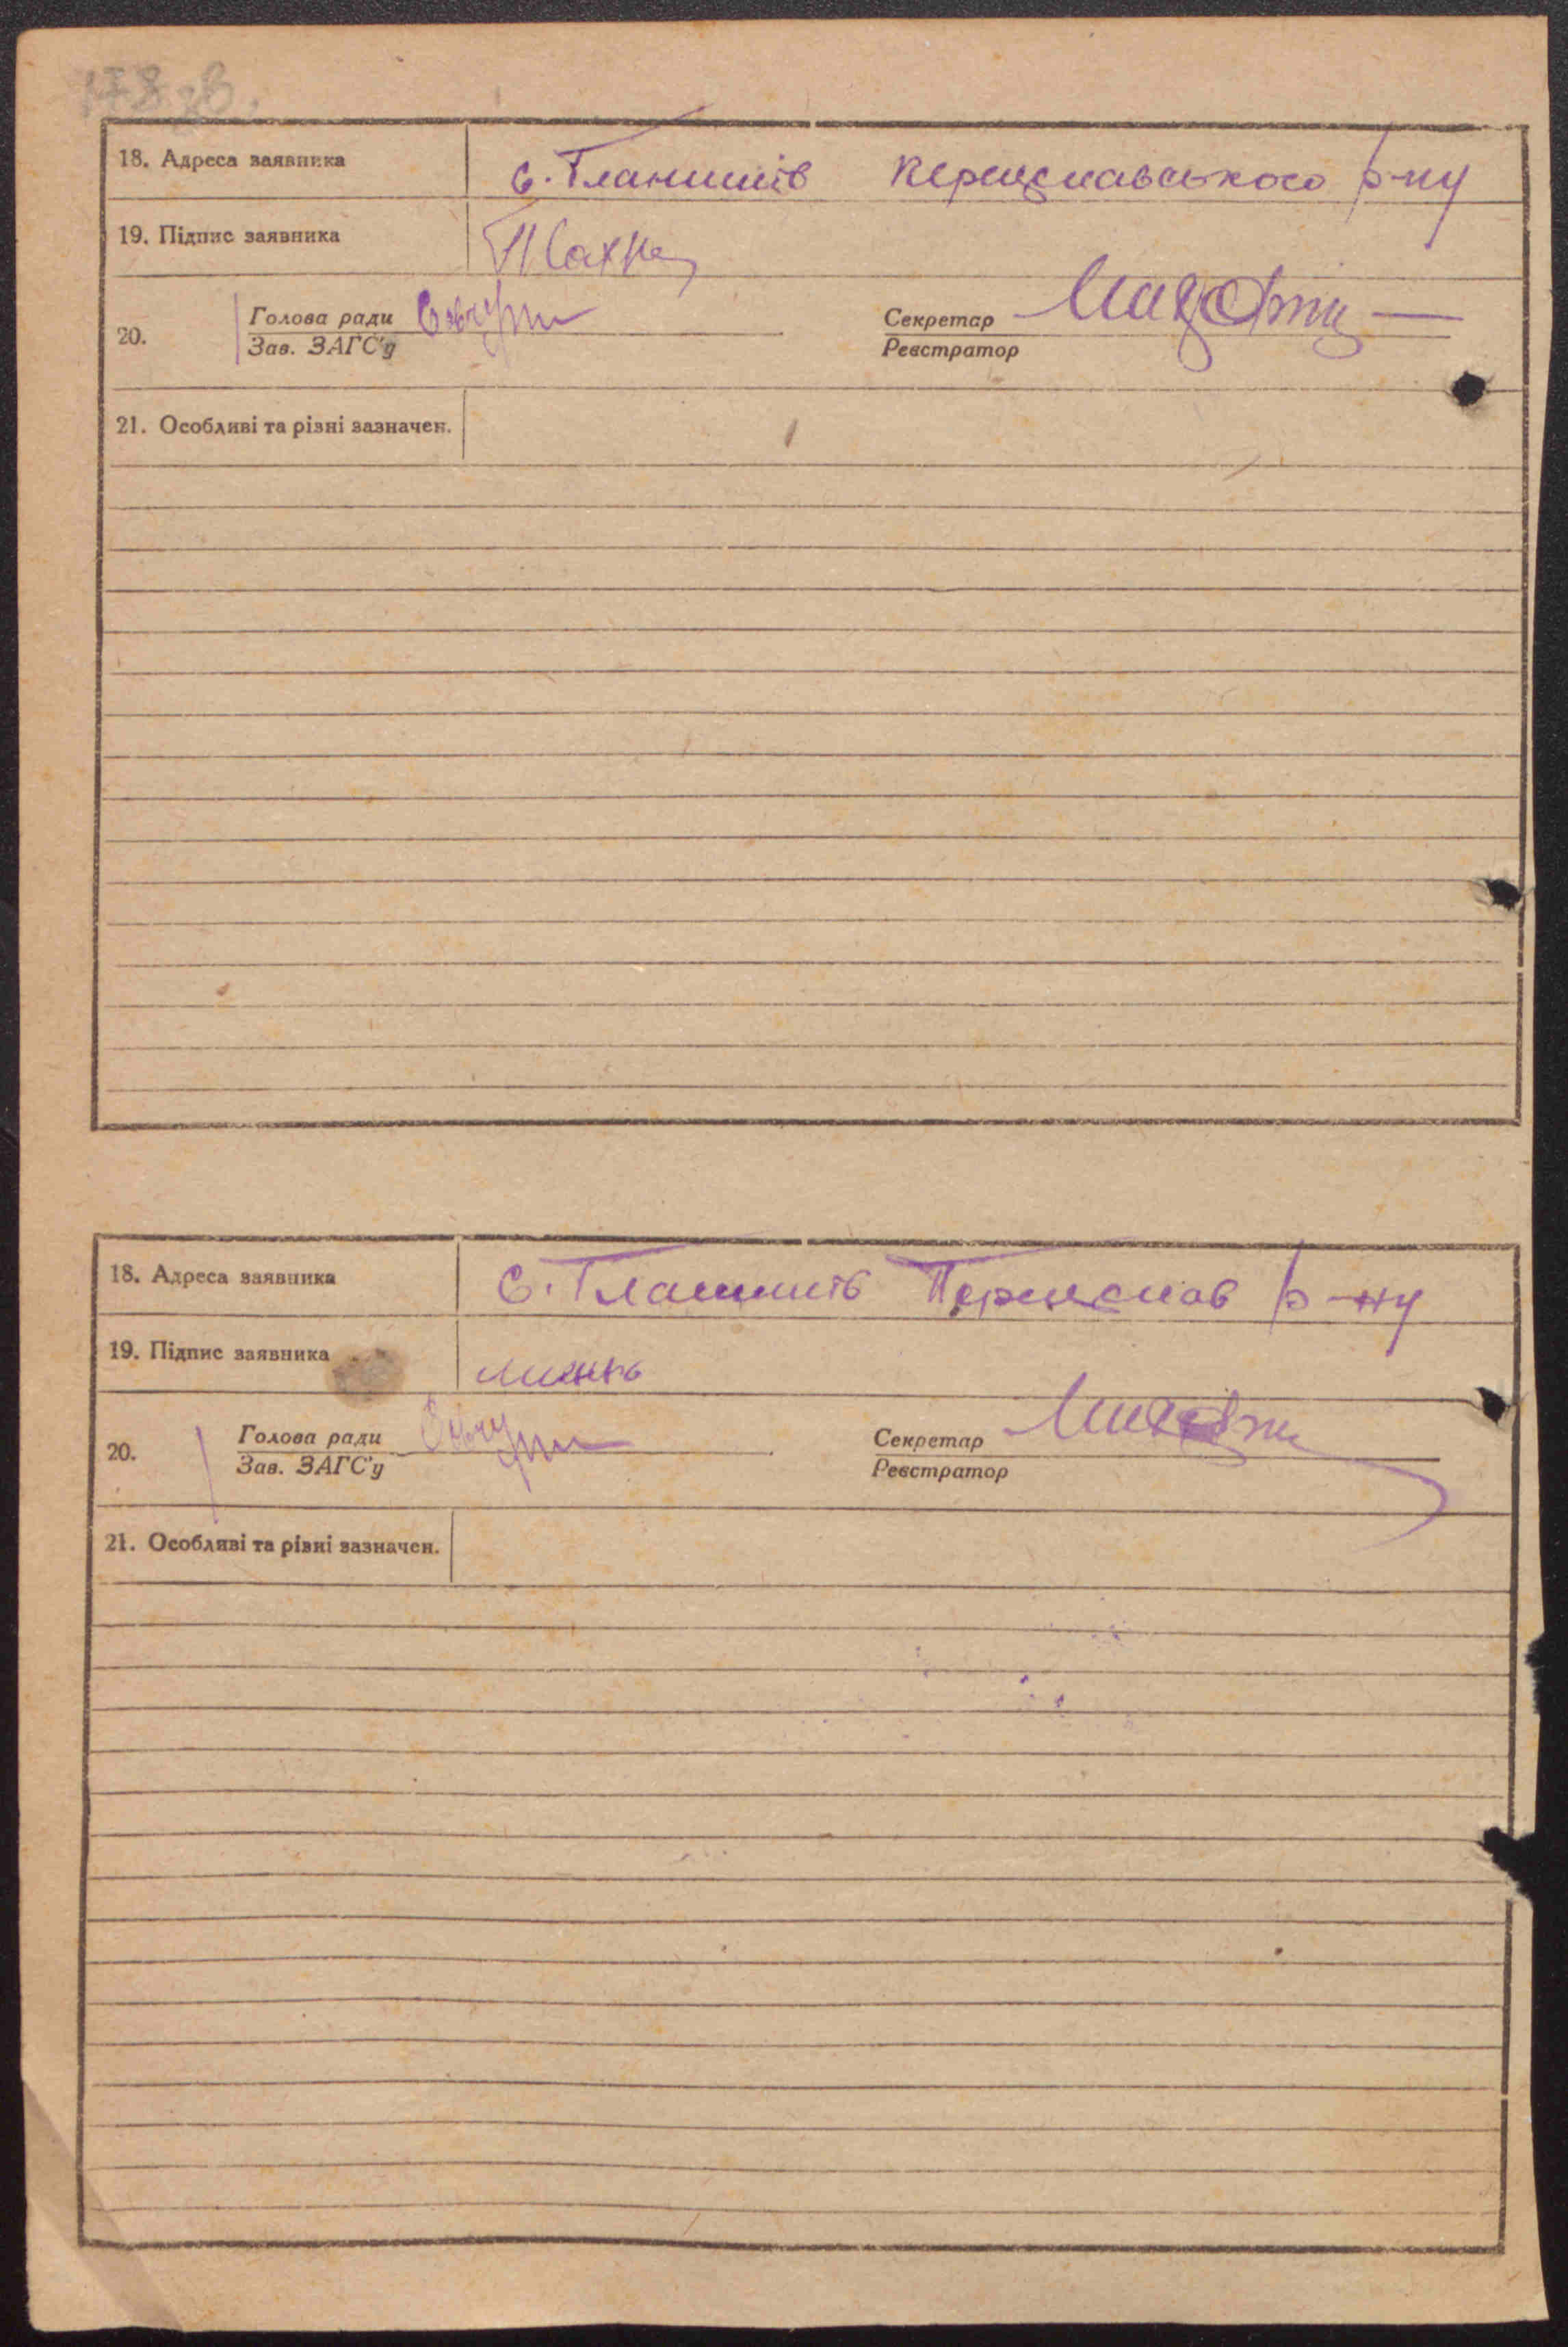 178 зв.
18. Адреса заявника с. Гланишів Переяславського р-ну
19. Підпис заявника
Голова ради Секретар
20.
Зав. ЗАГС'у Реєстратор
21. Особливі та різні зазначен.
18. Адреса заявника с. Гланишів Переяслав р-ну
19. Підпис заявника
Голова ради Секретар
20.
Зав. ЗАГС'у Реєстратор
21. Особливі та різні зазначен.